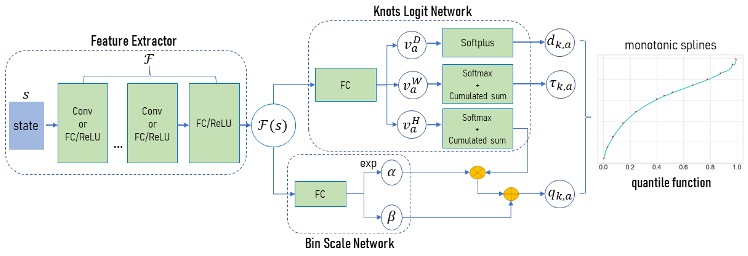 Feature Extractor
ℱ
s
state
Conv
or
FC/ReLU
...
Conv
or
FC/ReLU
FC/ReLU
ℱ(s)
Knots Logit Network
FC
v_a^D
Softplus
d_{k,a}
v_a^W
Softmax
+
Cumulated sum
τ_{k,a}
v_a^H
Softmax
+
Cumulated sum
FC
exp
α
β
q_{k,a}
Bin Scale Network
monotonic splines
0.0 0.2 0.4 0.6 0.8 1.0
quantile function